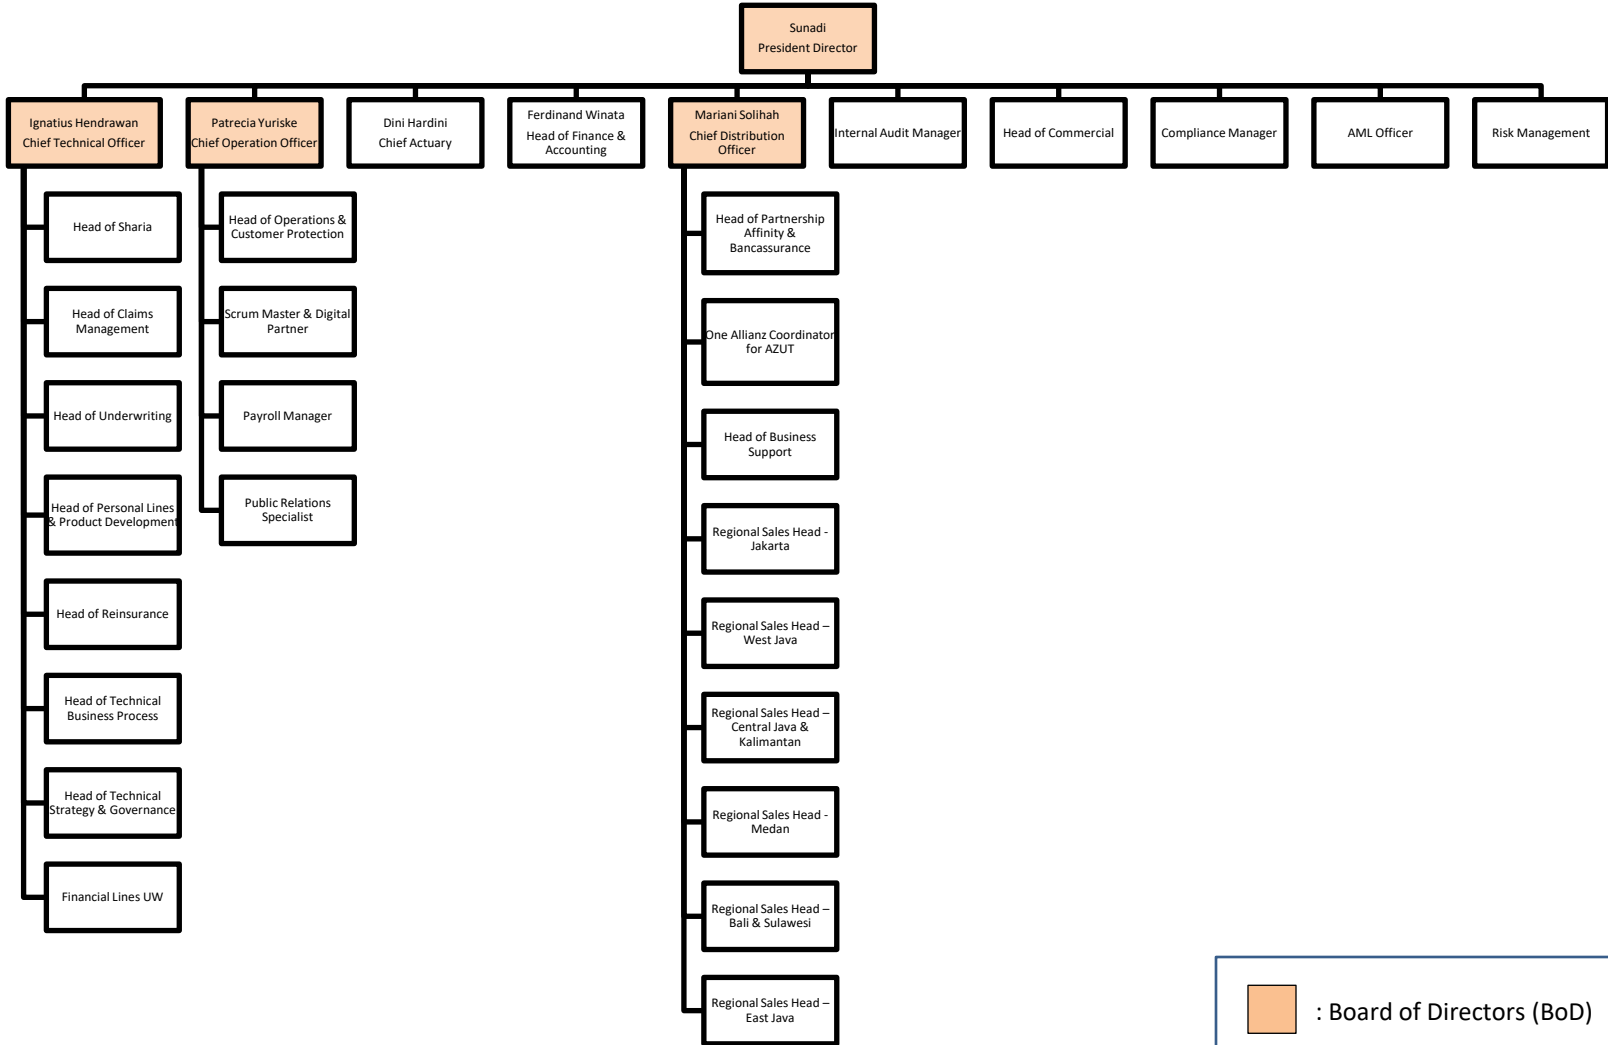 Sunadi
President Director
Ignatius Hendrawan
Chief Technical Officer
Patrecia Yuriske
Chief Operation Officer
Dini Hardini
Chief Actuary
Ferdinand Winata
Head of Finance &
Accounting
Mariani Solihah
Chief Distribution
Officer
Internal Audit Manager
Head of Commercial
Compliance Manager
AML Officer
Risk Management
Head of Sharia
Head of Claims
Management
Head of Underwriting
Head of Personal Lines
& Product Development
Head of Reinsurance
Head of Technical
Business Process
Head of Technical
Strategy & Governance
Financial Lines UW
Head of Operations &
Customer Protection
Scrum Master & Digital
Partner
Payroll Manager
Public Relations
Specialist
Head of Partnership
Affinity &
Bancassurance
One Allianz Coordinator
for AZUT
Head of Business
Support
Regional Sales Head -
Jakarta
Regional Sales Head –
West Java
Regional Sales Head –
Central Java &
Kalimantan
Regional Sales Head -
Medan
Regional Sales Head –
Bali & Sulawesi
Regional Sales Head –
East Java
: Board of Directors (BoD)